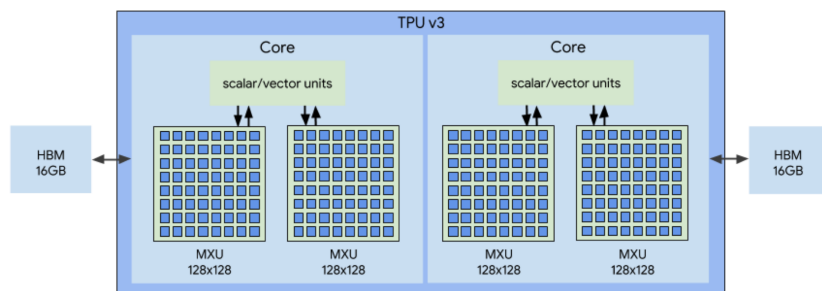 TPU v3
Core
Core
scalar/vector units
scalar/vector units
HBM
16GB
HBM
16GB
MXU
128x128
MXU
128x128
MXU
128x128
MXU
128x128